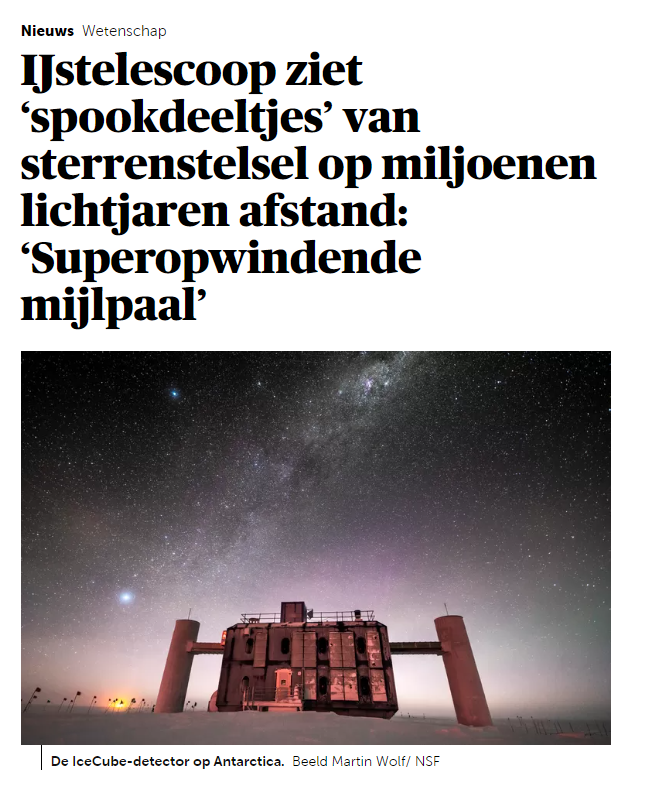 Nieuws Wetenschap
IJstelescoop ziet
‘spookdeeltjes’ van
sterrenstelsel op miljoenen
lichtjaren afstand:
‘Superopwindende
mijlpaal’
De IceCube-detector op Antarctica. Beeld Martin Wolf/ NSF